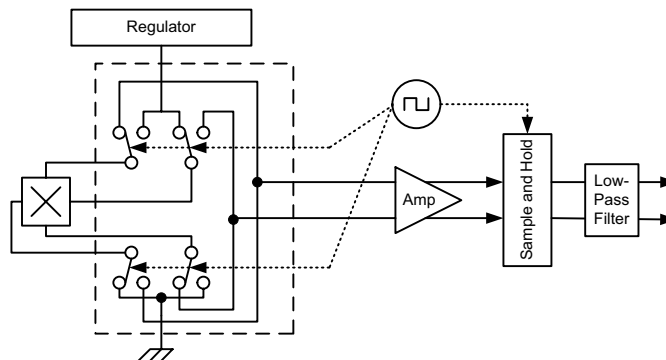 Regulator
Amp
Sample and Hold
Low-
Pass
Filter